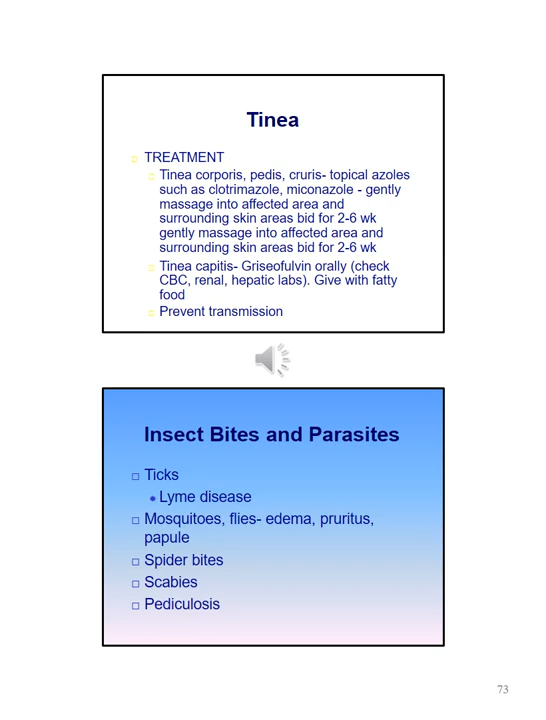 Tinea
TREATMENT
Tinea corporis, pedis, cruris- topical azoles
such as clotrimazole, miconazole - gently
massage into affected area and
surrounding skin areas bid for 2-6 wk
gently massage into affected area and
surrounding skin areas bid for 2-6 wk
Tinea capitis- Griseofulvin orally (check
CBC, renal, hepatic labs). Give with fatty
food
Prevent transmission
Insect Bites and Parasites
Ticks
Lyme disease
Mosquitoes, flies- edema, pruritus,
papule
Spider bites
Scabies
Pediculosis
73